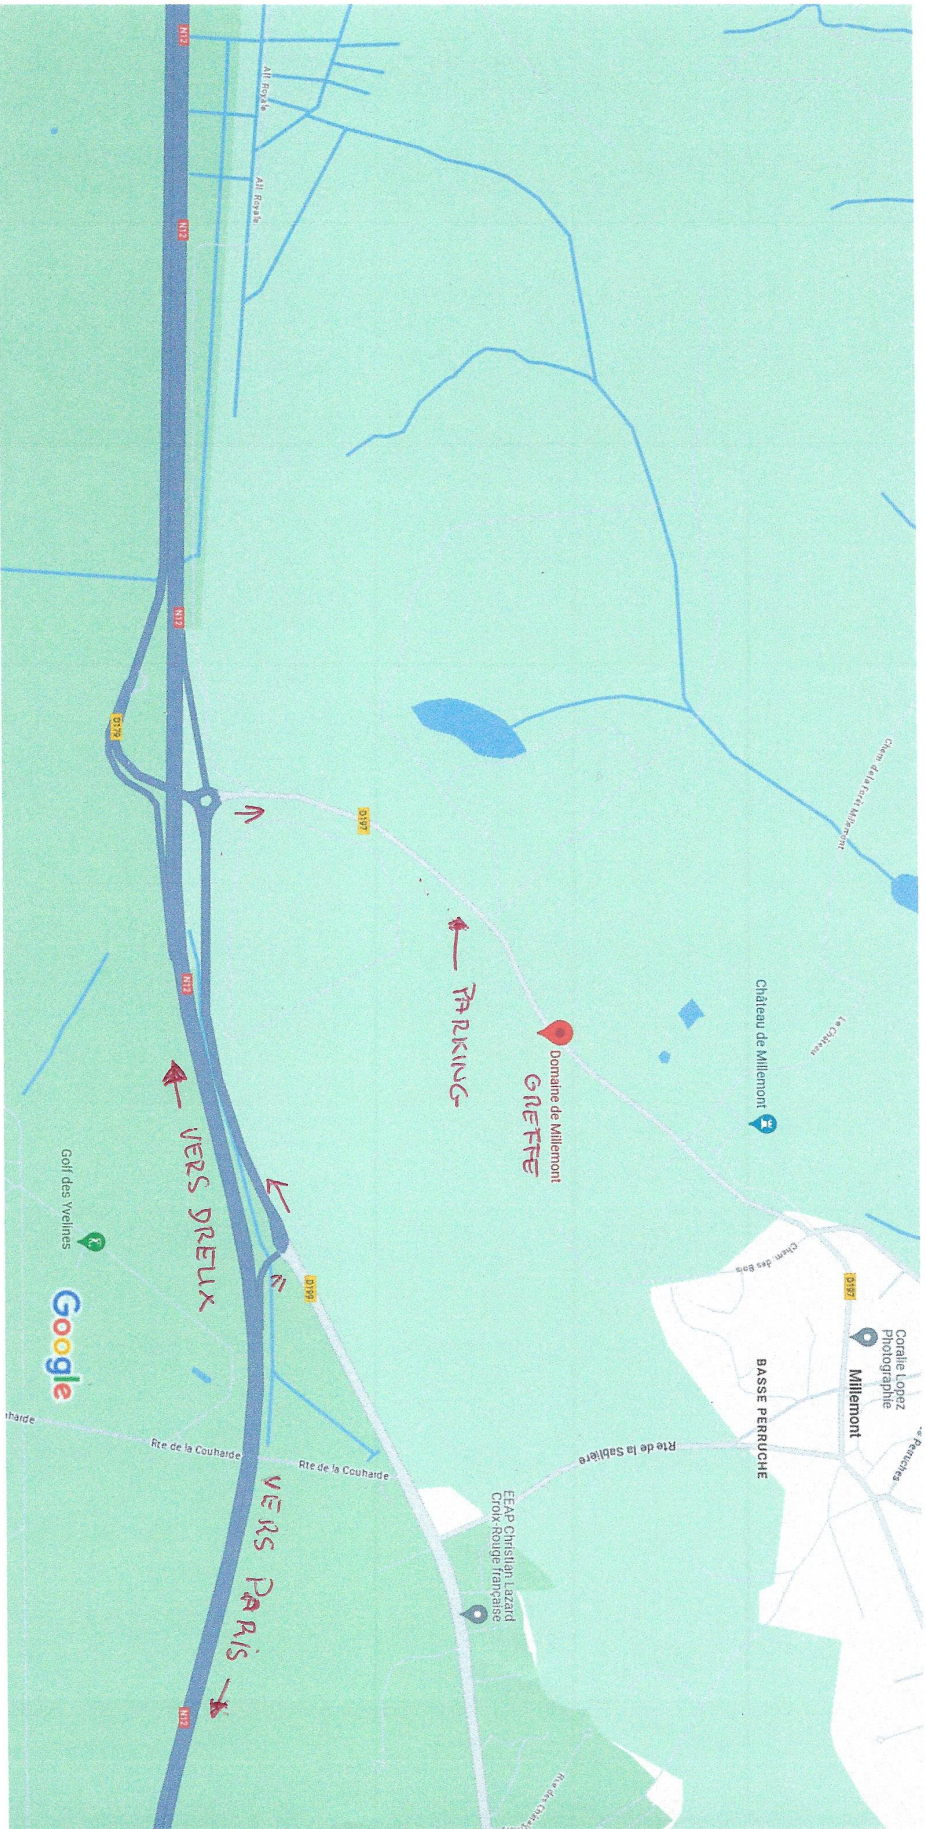 N12
All. Royale
All. Royale
N12
N12
D179
D197
N12
Chem. de la Forêt Millemont
Le Château
Château de Millemont
Domaine de Millemont
GREFFE
← PARKING
← VERS DREUX
VERS PARIS →
Golf des Yvelines
Google
D199
Chem. des Bois
D197
Coralie Lopez
Photographie
Millemont
BASSE PERRUCHE
Rte de la Sablière
Rte de la Couharde
Rte de la Couharde
EEAP Christian Lazard
Croix-Rouge française
N12